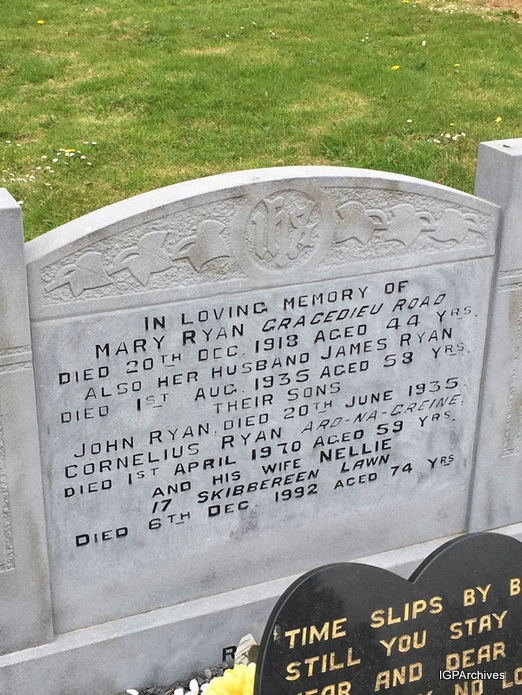 IHS
IN LOVING MEMORY OF
MARY RYAN GRACEDIEU ROAD
DIED 20TH DEC. 1918 AGED 44 YRS.
ALSO HER HUSBAND JAMES RYAN
DIED 1ST AUG. 1935 AGED 58 YRS.
THEIR SONS
JOHN RYAN, DIED 20TH JUNE 1935.
CORNELIUS RYAN ARD-NA-GREINE,
DIED 1ST APRIL 1970 AGED 59 YRS.
AND HIS WIFE NELLIE
17 SKIBBEREEN LAWN
DIED 6TH DEC. 1992 AGED 74 YRS
TIME SLIPS BY B
STILL YOU STAY
AND DEAR
IGPArchives